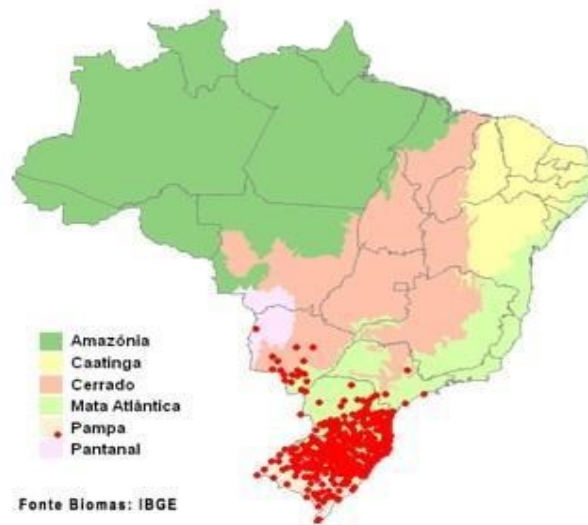 Amazônia
Caatinga
Cerrado
Mata Atlântica
Pampa
Pantanal
Fonte Biomas: IBGE